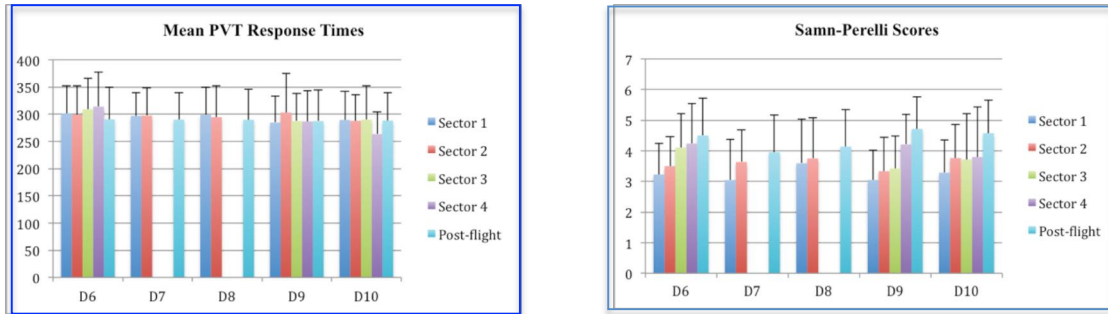 Mean PVT Response Times
400
350
300
250
200
150
100
50
0
D6 D7 D8 D9 D10
Sector 1
Sector 2
Sector 3
Sector 4
Post-flight
Samn-Perelli Scores
7
6
5
4
3
2
1
0
D6 D7 D8 D9 D10
Sector 1
Sector 2
Sector 3
Sector 4
Post-flight